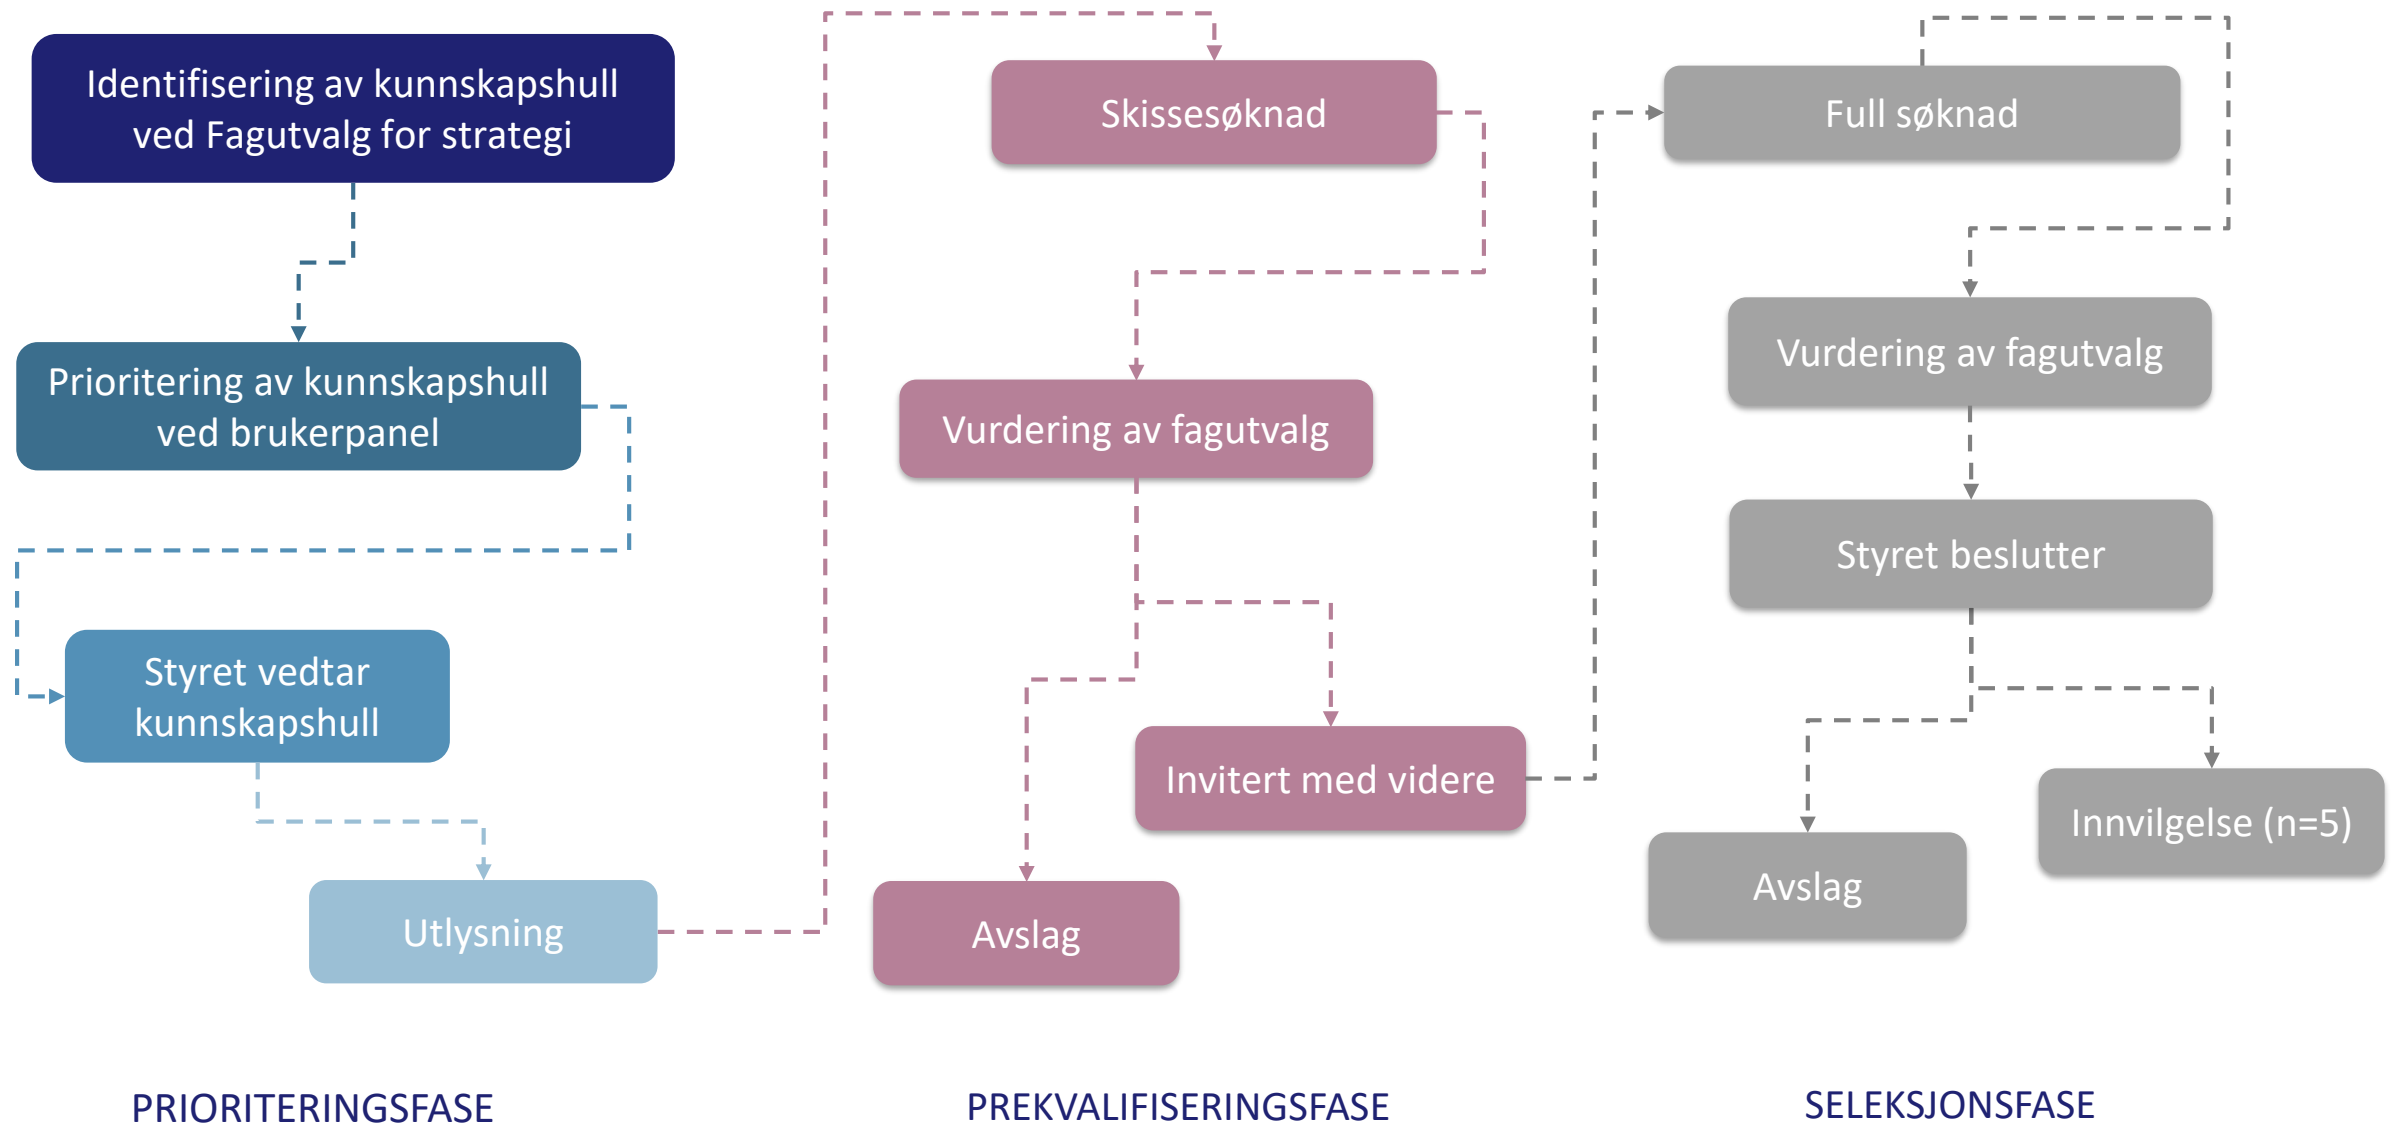 Identifisering av kunnskapshull
ved Fagutvalg for strategi
Prioritering av kunnskapshull
ved brukerpanel
Styret vedtar
kunnskapshull
Utlysning
PRIORITERINGSFASE
Skissesøknad
Vurdering av fagutvalg
Invitert med videre
Avslag
PREKVALIFISERINGSFASE
Full søknad
Vurdering av fagutvalg
Styret beslutter
Innvilgelse (n=5)
Avslag
SELEKSJONSFASE